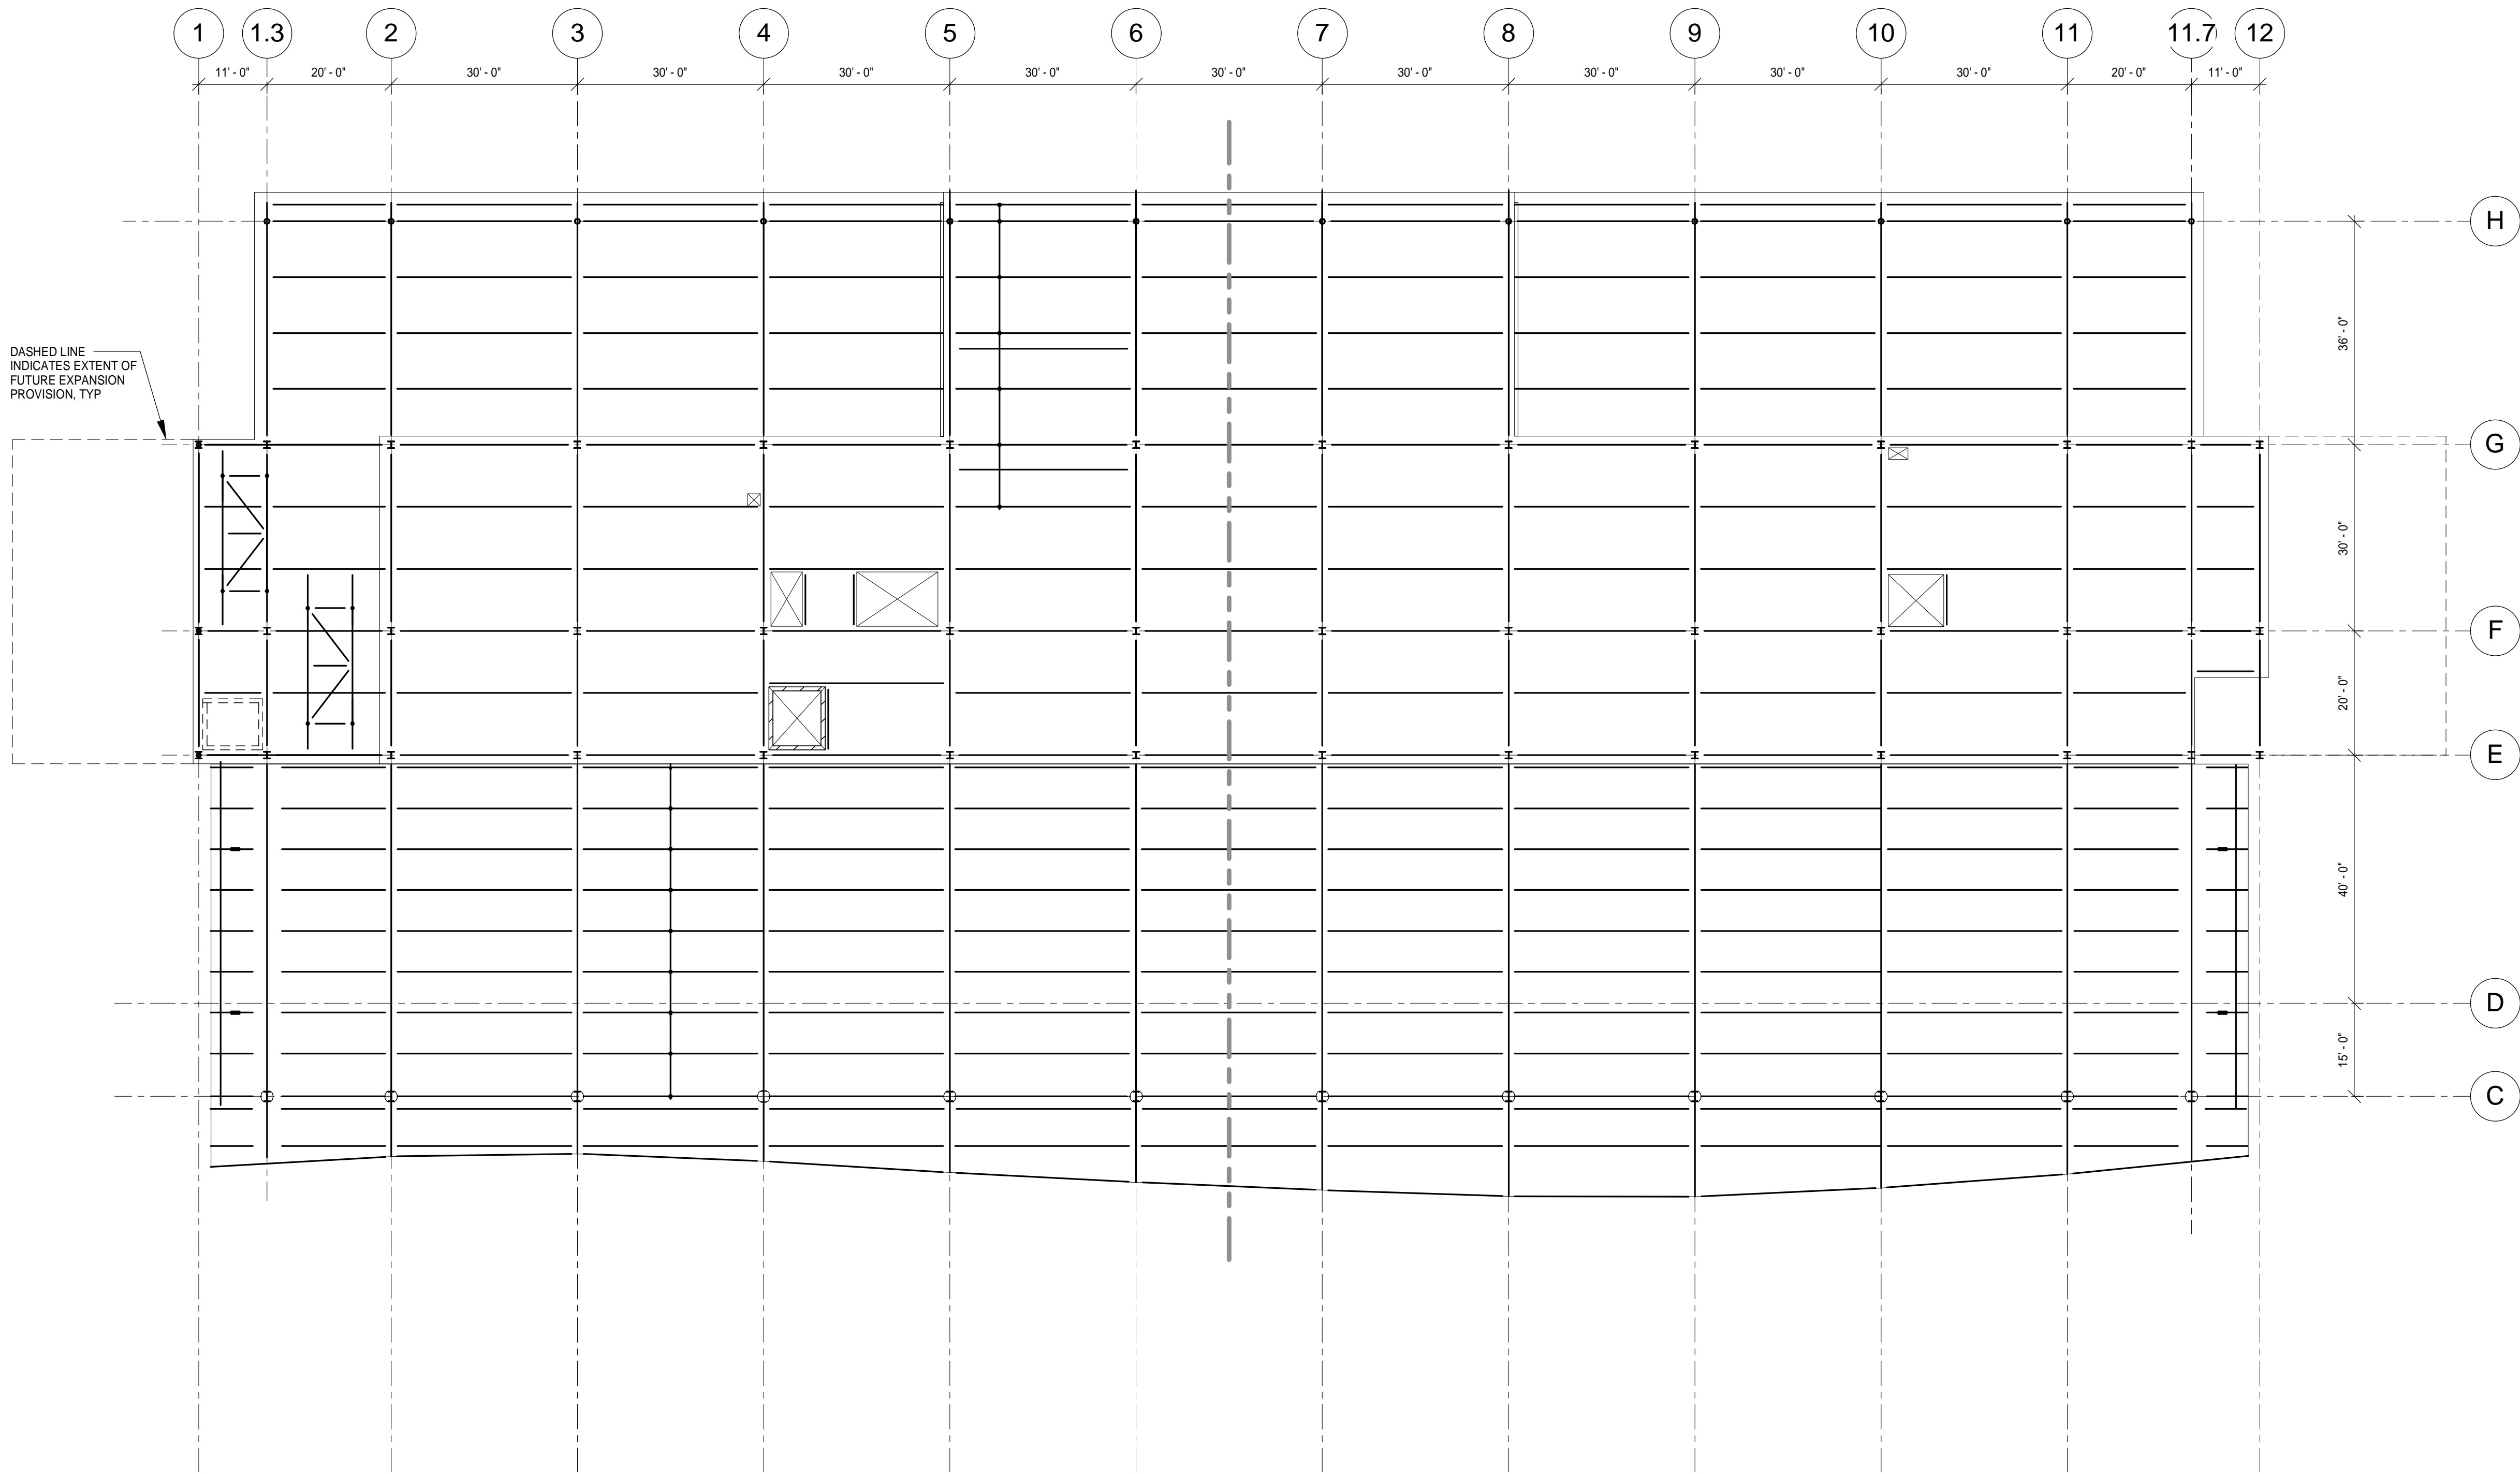 1 1.3 2 3 4 5 6 7 8 9 10 11 11.7 12
11' - 0" 20' - 0" 30' - 0" 30' - 0" 30' - 0" 30' - 0" 30' - 0" 30' - 0" 30' - 0" 30' - 0" 30' - 0" 20' - 0" 11' - 0"
H
36' - 0"
DASHED LINE
INDICATES EXTENT OF
FUTURE EXPANSION
PROVISION, TYP
G
30' - 0"
F
20' - 0"
E
40' - 0"
D
15' - 0"
C